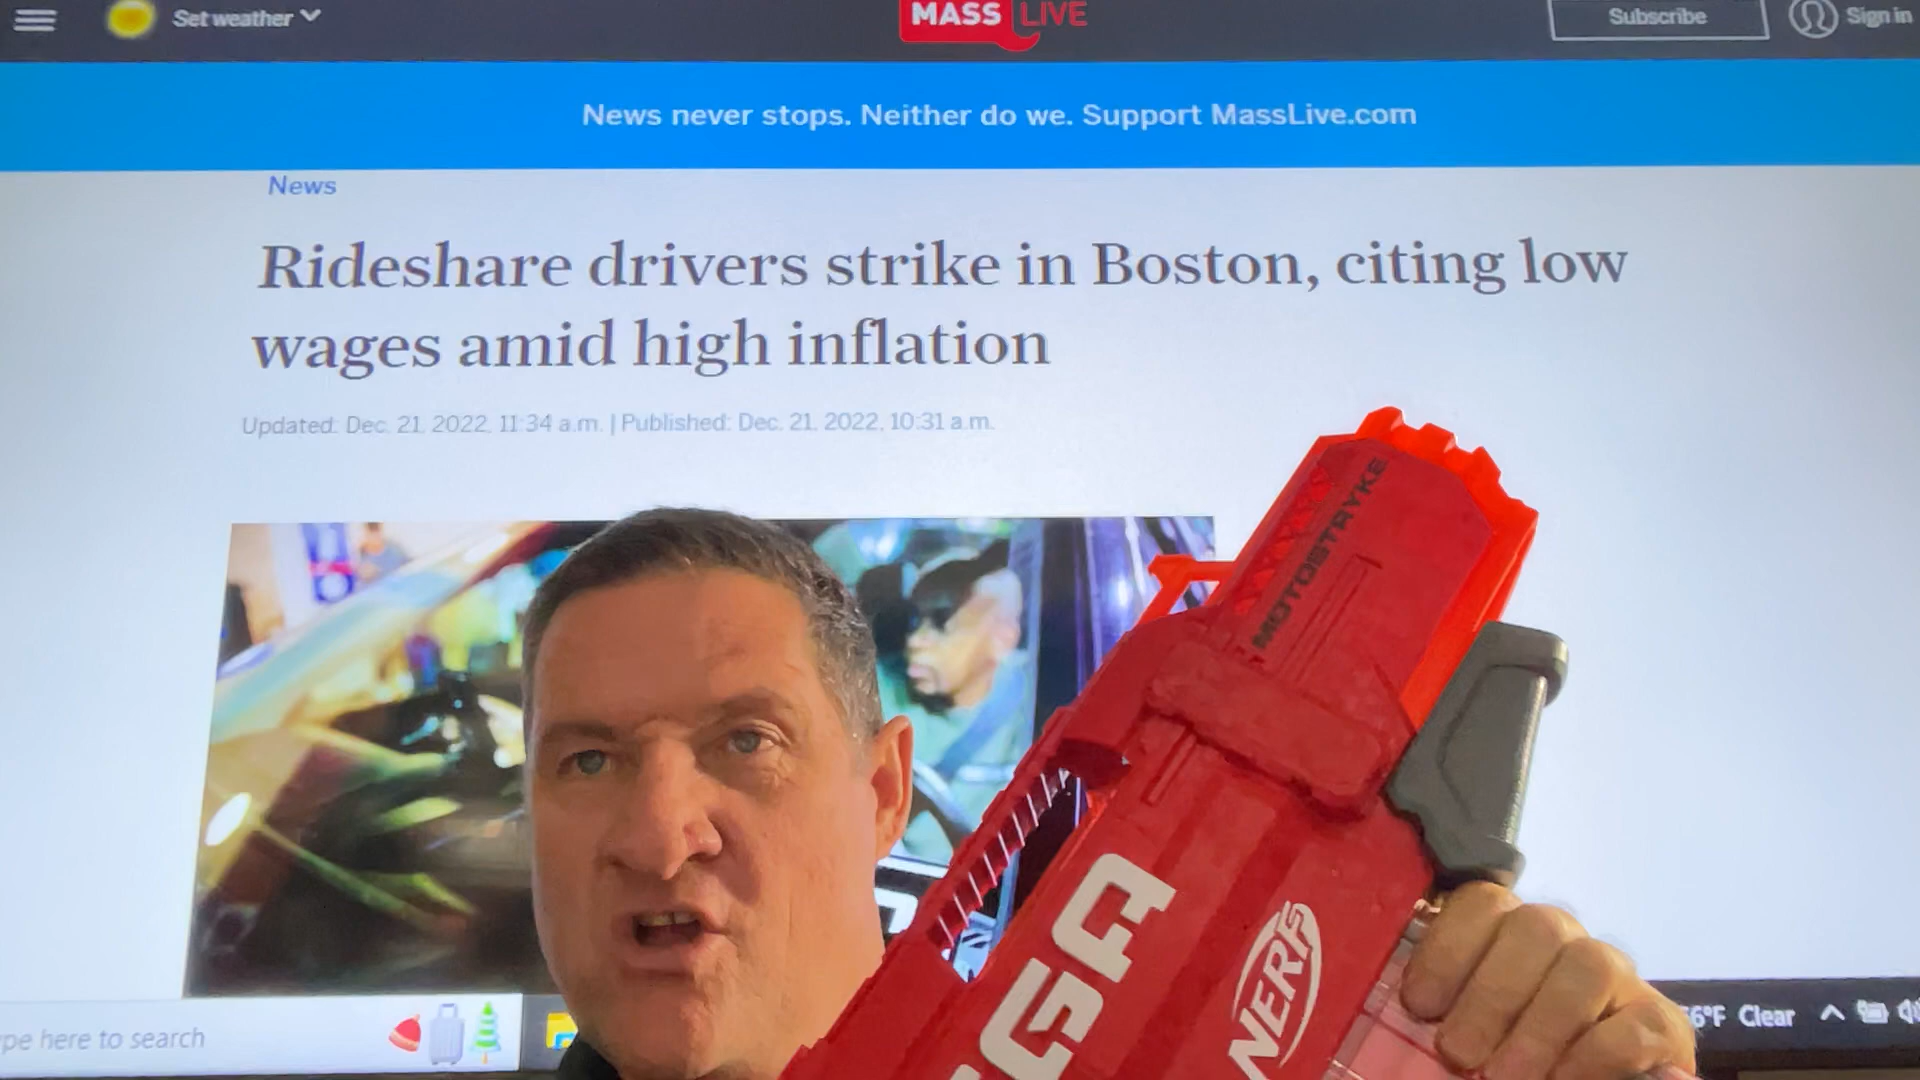 Set weather
MASS LIVE
Subscribe
Sign in
News never stops. Neither do we. Support MassLive.com
News
Rideshare drivers strike in Boston, citing low
wages amid high inflation
Updated: Dec. 21, 2022, 11:34 a.m. | Published: Dec. 21, 2022, 10:31 a.m.
MOTOSTRYKE
GA
NERF
pe here to search
6°F Clear